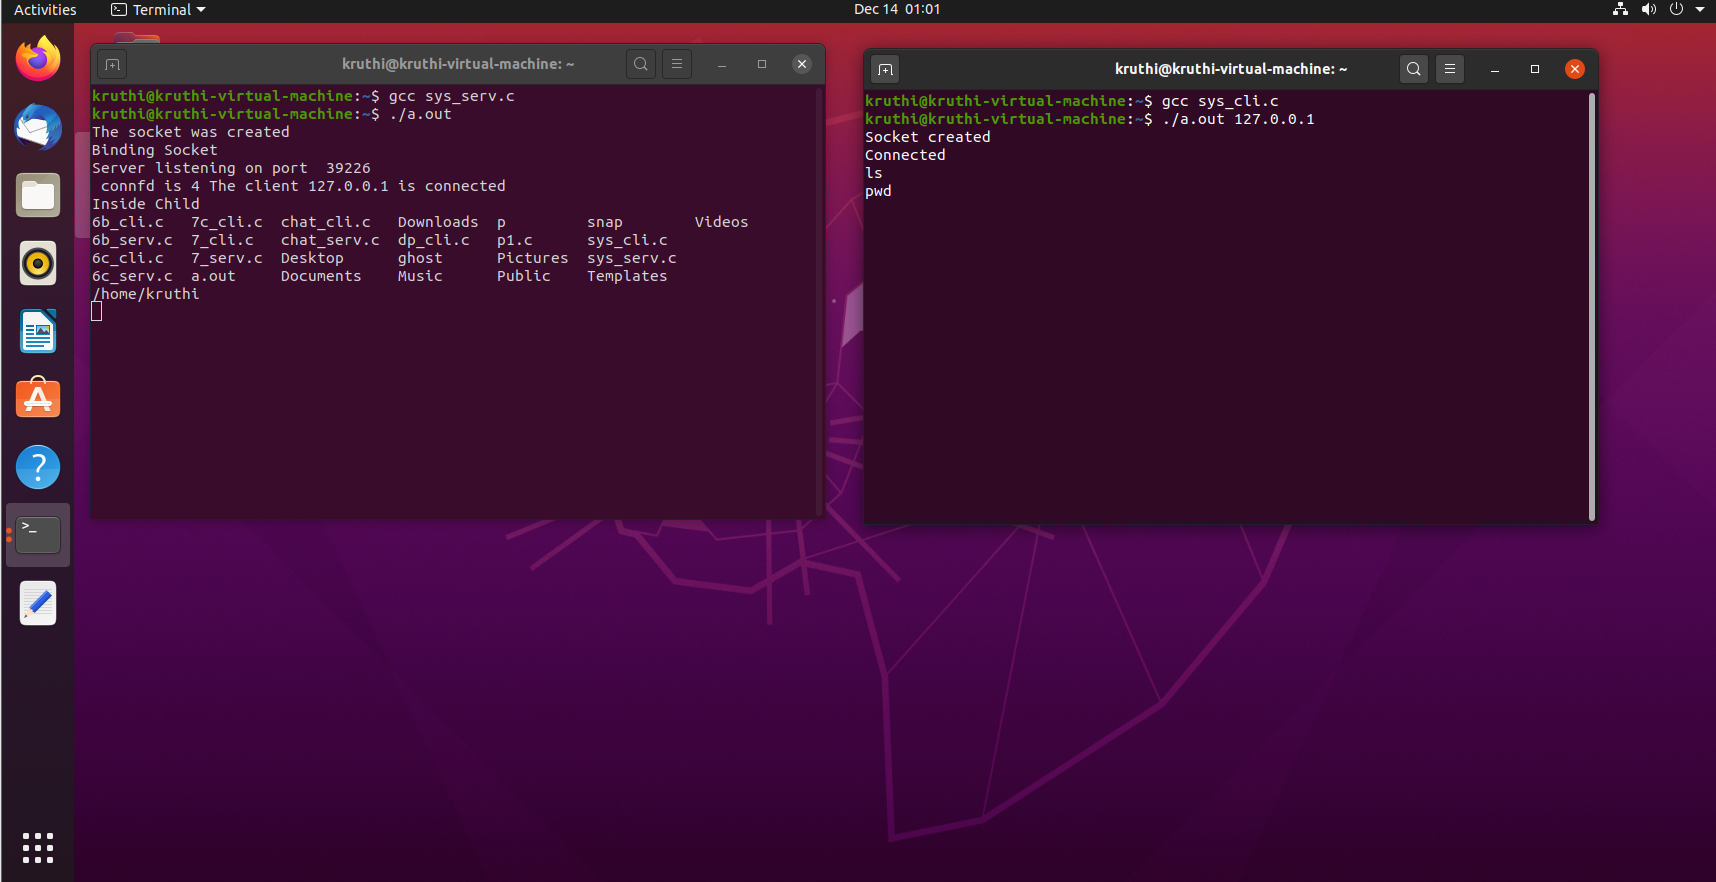 Activities Terminal Dec 14 01:01
kruthi@kruthi-virtual-machine: ~
kruthi@kruthi-virtual-machine:~$ gcc sys_serv.c
kruthi@kruthi-virtual-machine:~$ ./a.out
The socket was created
Binding Socket
Server listening on port  39226
 connfd is 4 The client 127.0.0.1 is connected
Inside Child
6b_cli.c   7c_cli.c  chat_cli.c   Downloads  p         snap        Videos
6b_serv.c  7_cli.c   chat_serv.c  dp_cli.c   p1.c      sys_cli.c
6c_cli.c   7_serv.c  Desktop      ghost      Pictures  sys_serv.c
6c_serv.c  a.out     Documents    Music      Public    Templates
/home/kruthi
kruthi@kruthi-virtual-machine: ~
kruthi@kruthi-virtual-machine:~$ gcc sys_cli.c
kruthi@kruthi-virtual-machine:~$ ./a.out 127.0.0.1
Socket created
Connected
ls
pwd